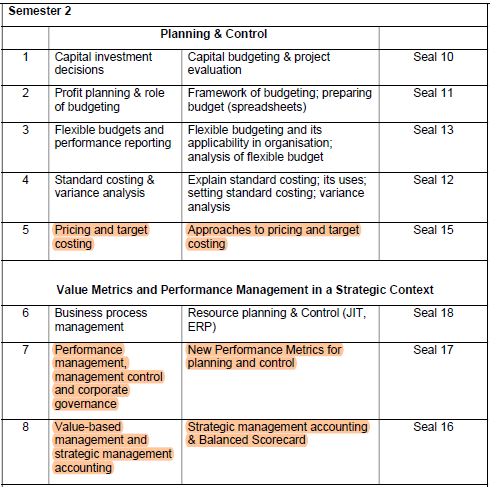 Semester 2
Planning & Control
1 Capital investment decisions Capital budgeting & project evaluation Seal 10
2 Profit planning & role of budgeting Framework of budgeting; preparing budget (spreadsheets) Seal 11
3 Flexible budgets and performance reporting Flexible budgeting and its applicability in organisation; analysis of flexible budget Seal 13
4 Standard costing & variance analysis Explain standard costing; its uses; setting standard costing; variance analysis Seal 12
5 Pricing and target costing Approaches to pricing and target costing Seal 15
Value Metrics and Performance Management in a Strategic Context
6 Business process management Resource planning & Control (JIT, ERP) Seal 18
7 Performance management, management control and corporate governance New Performance Metrics for planning and control Seal 17
8 Value-based management and strategic management accounting Strategic management accounting & Balanced Scorecard Seal 16